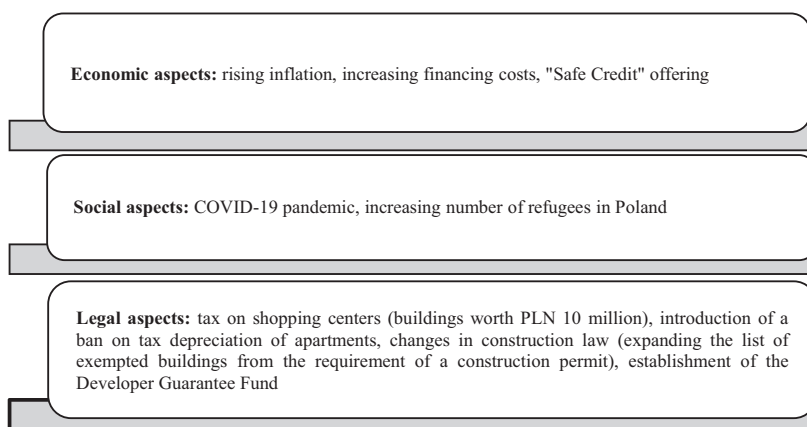 Economic aspects: rising inflation, increasing financing costs, "Safe Credit" offering
Social aspects: COVID-19 pandemic, increasing number of refugees in Poland
Legal aspects: tax on shopping centers (buildings worth PLN 10 million), introduction of a
ban on tax depreciation of apartments, changes in construction law (expanding the list of
exempted buildings from the requirement of a construction permit), establishment of the
Developer Guarantee Fund